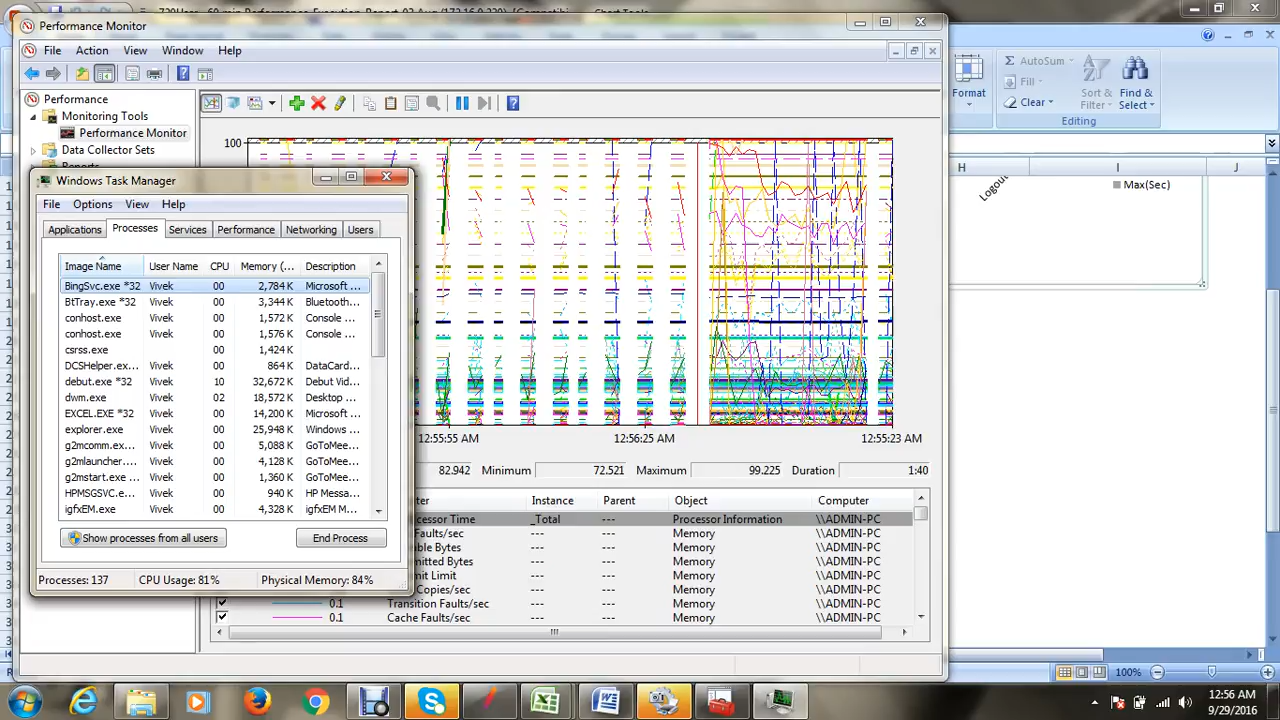 Performance Monitor
File Action View Window Help
Format
AutoSum
Fill
Clear
Sort & Filter
Find & Select
Editing
Performance
Monitoring Tools
Performance Monitor
Data Collector Sets
Reports
100
H I J
Logout
Max(Sec)
Windows Task Manager
File Options View Help
Applications Processes Services Performance Networking Users
Image Name User Name CPU Memory (... Description
BingSvc.exe *32 Vivek 00 2,784 K Microsoft ...
BtTray.exe *32 Vivek 00 3,344 K Bluetooth...
conhost.exe Vivek 00 1,572 K Console ...
conhost.exe Vivek 00 1,576 K Console ...
csrss.exe 00 1,424 K
DCSHelper.ex... Vivek 00 864 K DataCard...
debut.exe *32 Vivek 10 32,672 K Debut Vid...
dwm.exe Vivek 02 18,572 K Desktop ...
EXCEL.EXE *32 Vivek 00 14,200 K Microsoft ...
explorer.exe Vivek 00 25,948 K Windows ...
g2mcomm.ex... Vivek 00 5,088 K GoToMee...
g2mlauncher.... Vivek 00 4,128 K GoToMee...
g2mstart.exe ... Vivek 00 1,360 K GoToMee...
HPMSGSVC.e... Vivek 00 940 K HP Messa...
igfxEM.exe Vivek 00 4,328 K igfxEM M...
Show processes from all users End Process
Processes: 137 CPU Usage: 81% Physical Memory: 84%
12:55:55 AM 12:56:25 AM 12:55:23 AM
82.942 Minimum 72.521 Maximum 99.225 Duration 1:40
Instance Parent Object Computer
Time _Total --- Processor Information \\ADMIN-PC
Faults/sec --- --- Memory \\ADMIN-PC
Bytes --- --- Memory \\ADMIN-PC
Bytes --- --- Memory \\ADMIN-PC
Limit --- --- Memory \\ADMIN-PC
Copies/sec --- --- Memory \\ADMIN-PC
0.1 Transition Faults/sec --- --- Memory \\ADMIN-PC
0.1 Cache Faults/sec --- --- Memory \\ADMIN-PC
100%
12:56 AM
9/29/2016